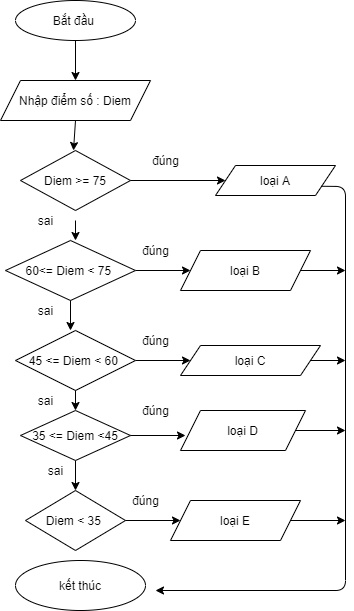 Bắt đầu
Nhập điểm số : Diem
đúng
Diem >= 75
loại A
sai
đúng
60<= Diem < 75
loại B
sai
đúng
45 <= Diem < 60
loại C
sai
đúng
35 <= Diem <45
loại D
sai
đúng
Diem < 35
loại E
kết thúc